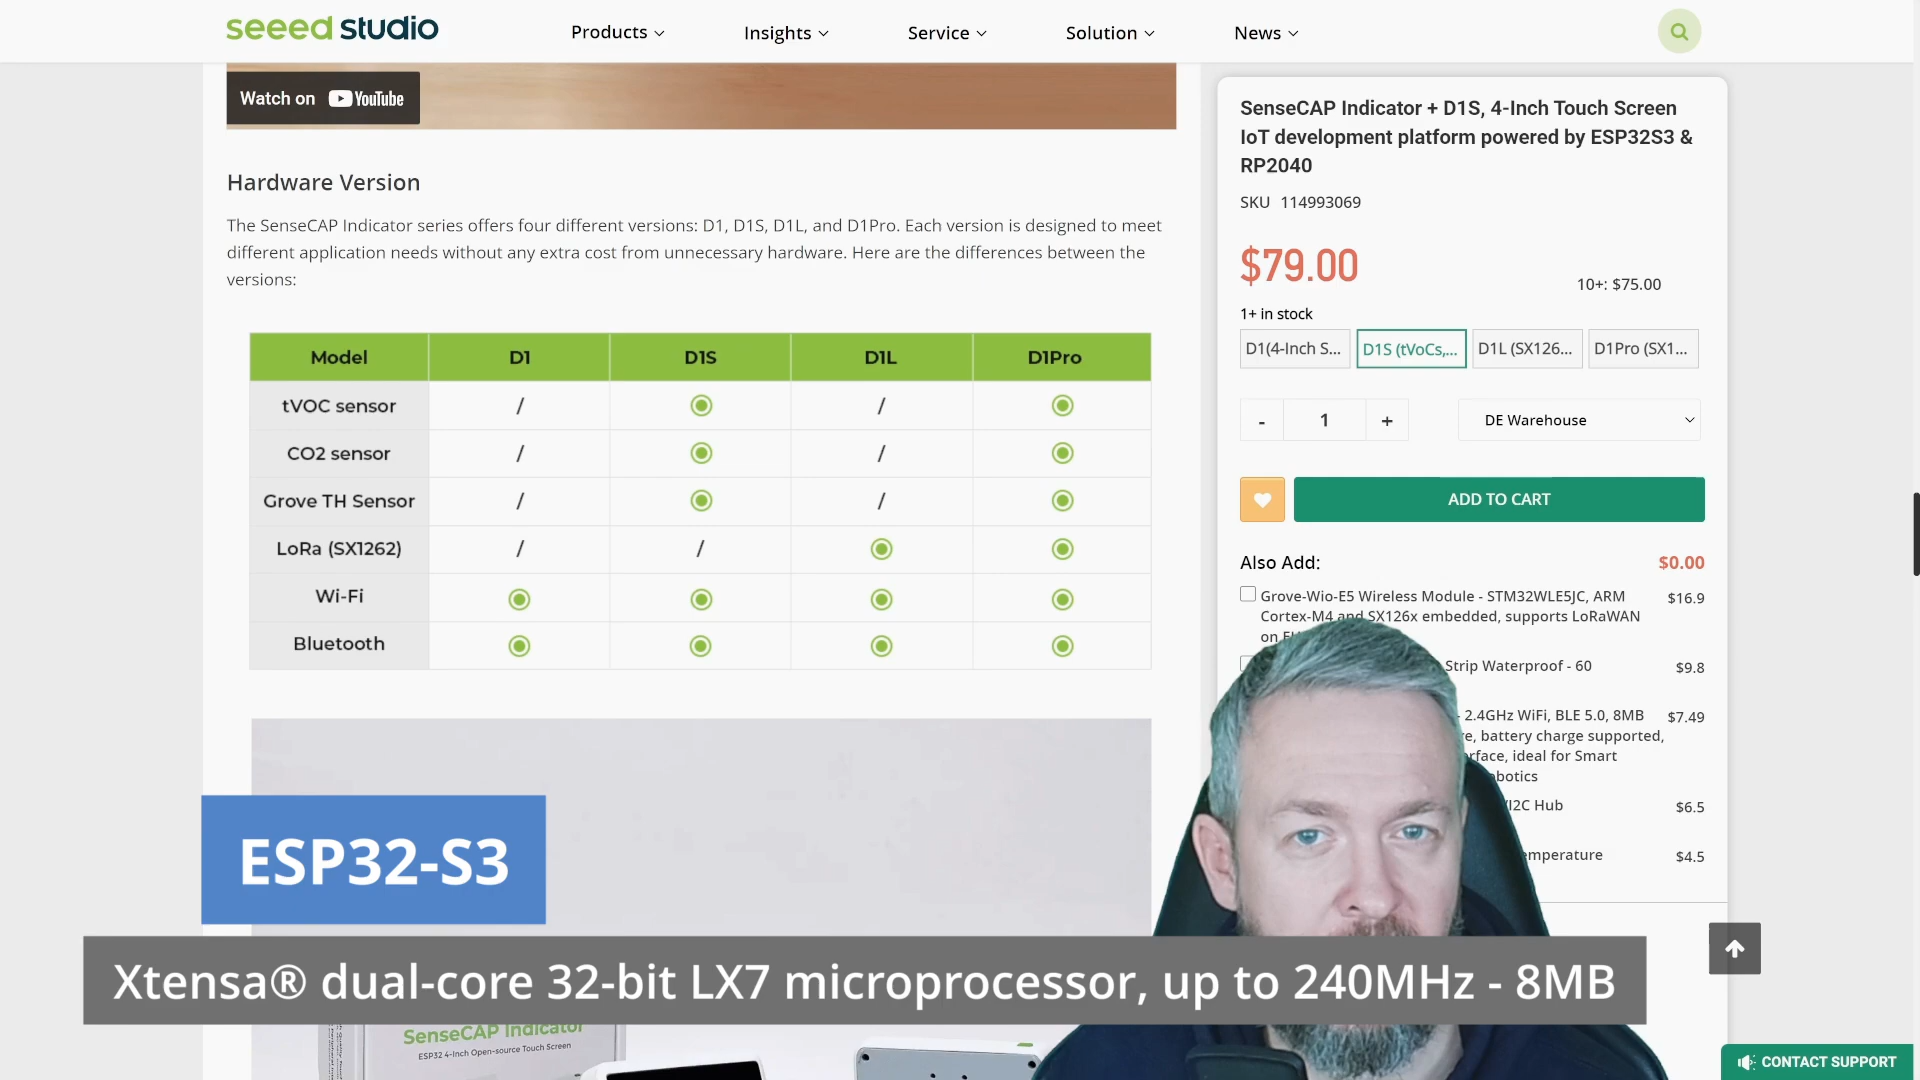 seeed studio
Products
Insights
Service
Solution
News
Watch on YouTube
Hardware Version
The SenseCAP Indicator series offers four different versions: D1, D1S, D1L, and D1Pro. Each version is designed to meet
different application needs without any extra cost from unnecessary hardware. Here are the differences between the
versions:
Model D1 D1S D1L D1Pro
tVOC sensor / /
CO2 sensor / /
Grove TH Sensor / /
LoRa (SX1262) / /
Wi-Fi
Bluetooth
SenseCAP Indicator + D1S, 4-Inch Touch Screen
IoT development platform powered by ESP32S3 &
RP2040
SKU 114993069
$79.00
10+: $75.00
1+ in stock
D1(4-Inch S... D1S (tVoCs,... D1L (SX126... D1Pro (SX1...
- 1 + DE Warehouse
ADD TO CART
Also Add: $0.00
Grove-Wio-E5 Wireless Module - STM32WLE5JC, ARM $16.9
Cortex-M4 and SX126x embedded, supports LoRaWAN
on
Strip Waterproof - 60 $9.8
- 2.4GHz WiFi, BLE 5.0, 8MB $7.49
battery charge supported,
ideal for Smart
I2C Hub $6.5
$4.5
ESP32-S3
Xtensa® dual-core 32-bit LX7 microprocessor, up to 240MHz - 8MB
SenseCAP Indicator
ESP32 4-Inch Open-source Touch Screen
CONTACT SUPPORT